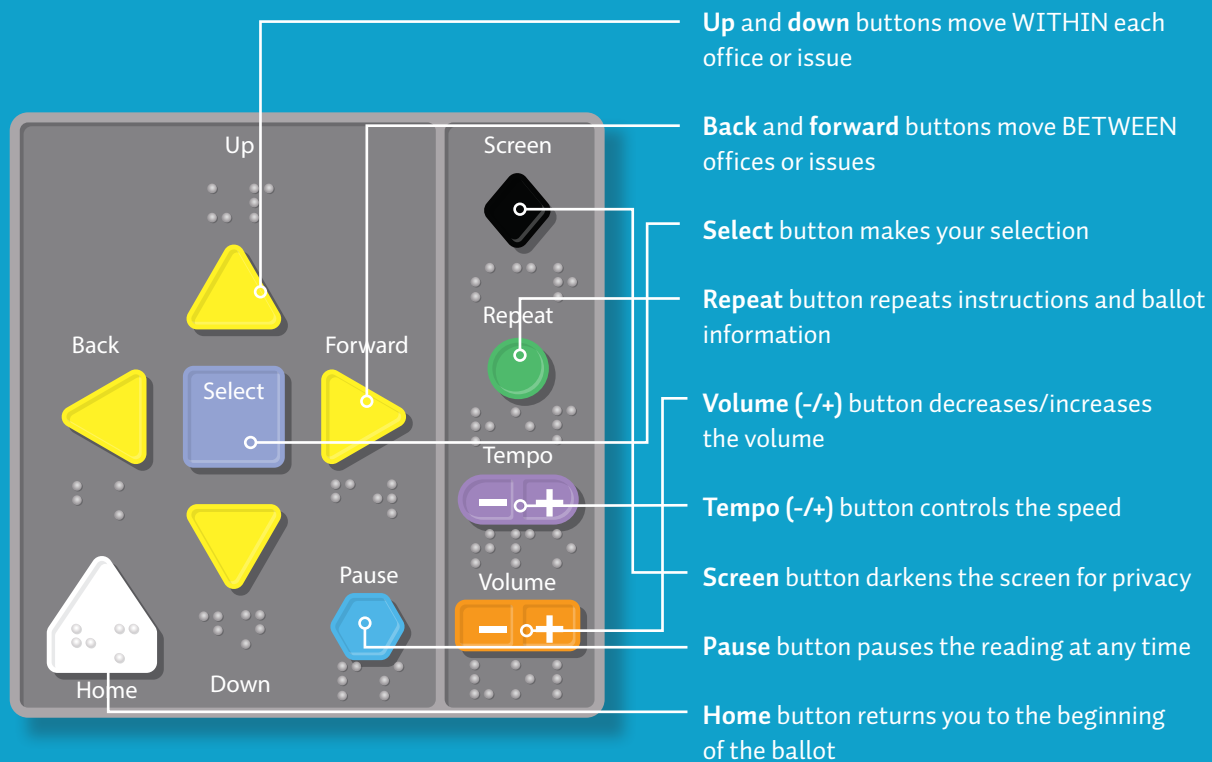 Up and down buttons move WITHIN each
office or issue
Back and forward buttons move BETWEEN
offices or issues
Select button makes your selection
Repeat button repeats instructions and ballot
information
Volume (-/+) button decreases/increases
the volume
Tempo (-/+) button controls the speed
Screen button darkens the screen for privacy
Pause button pauses the reading at any time
Home button returns you to the beginning
of the ballot
Up
Back
Select
Forward
Home
Down
Pause
Screen
Repeat
Tempo
- +
Volume
- +